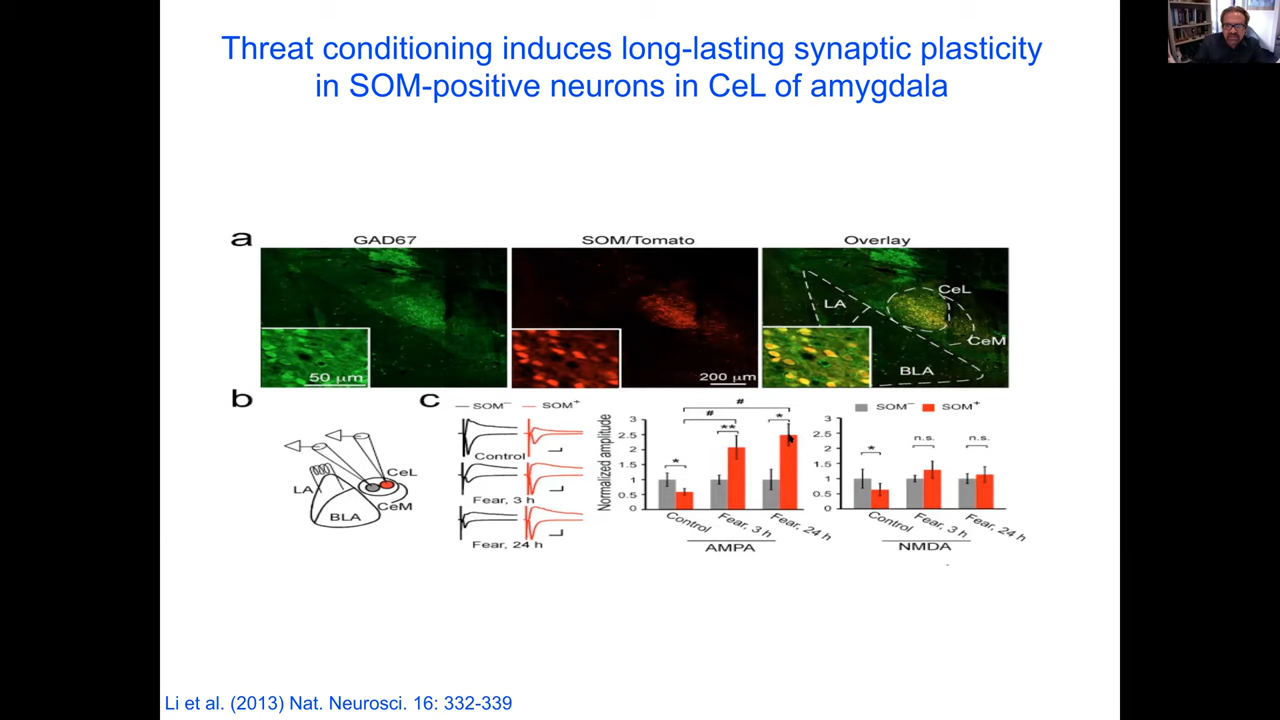 Threat conditioning induces long-lasting synaptic plasticity
in SOM-positive neurons in CeL of amygdala
a
GAD67
SOM/Tomato
Overlay
50 μm
200 μm
LA
CeL
CeM
BLA
b
LA
BLA
CeL
CeM
c
SOM⁻ SOM⁺
Control
Fear, 3 h
Fear, 24 h
Normalized amplitude
3
2.5
2
1.5
1
0.5
0
*
#
**
#
*
Control
Fear, 3 h
Fear, 24 h
AMPA
SOM⁻ SOM⁺
3
2.5
2
1.5
1
0.5
0
*
n.s.
n.s.
Control
Fear, 3 h
Fear, 24 h
NMDA
Li et al. (2013) Nat. Neurosci. 16: 332-339